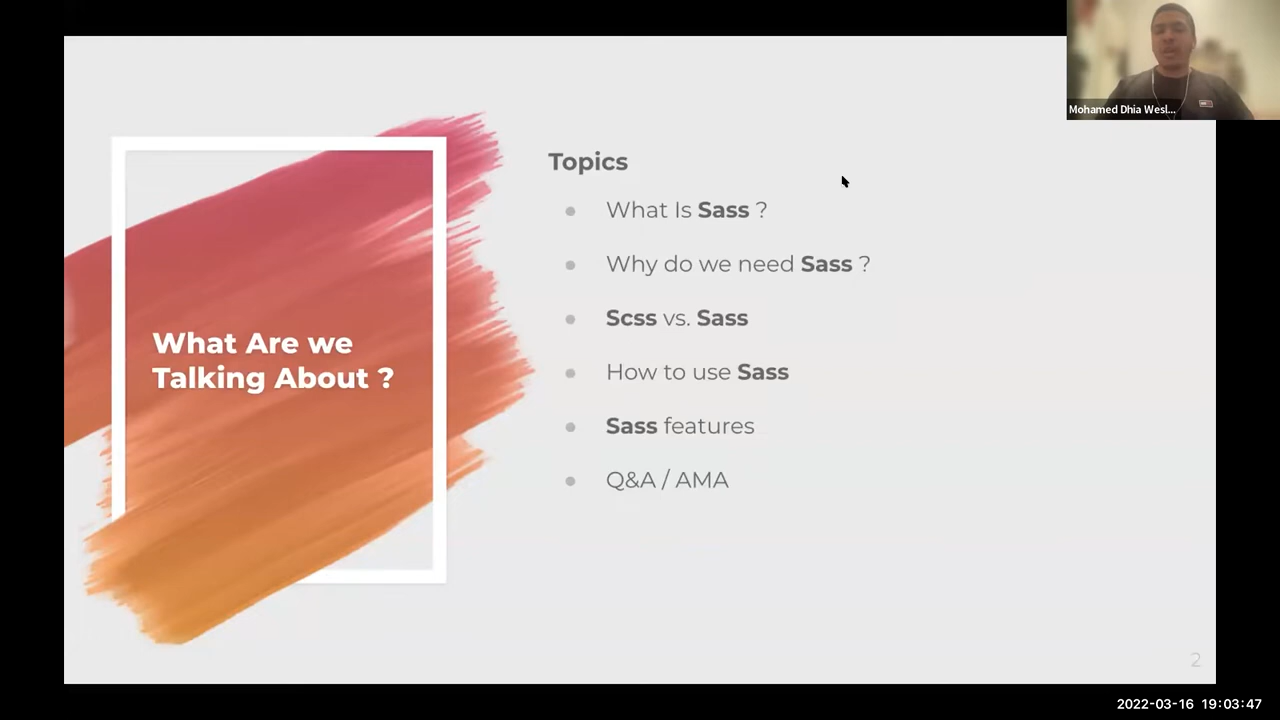 Mohamed Dhia Wesl...
Topics
What Is Sass ?
Why do we need Sass ?
Scss vs. Sass
How to use Sass
Sass features
Q&A / AMA
What Are we
Talking About ?
2
2022-03-16 19:03:47